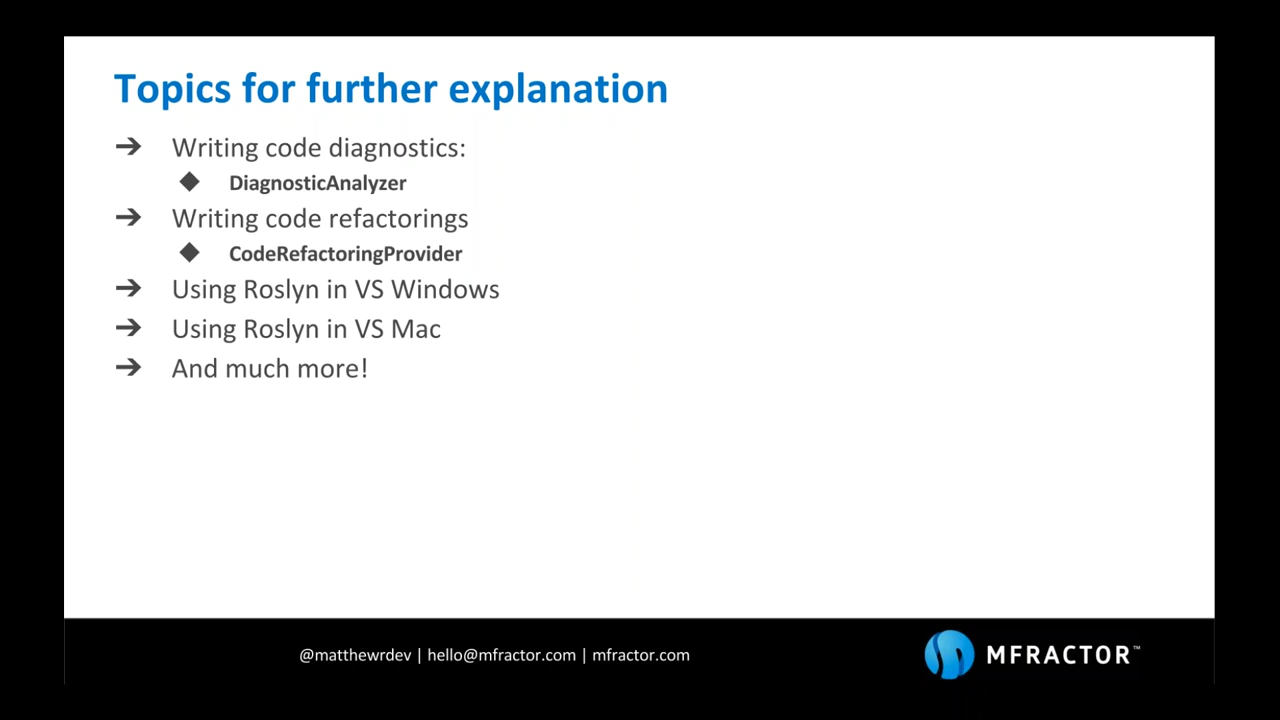 Topics for further explanation
➔ Writing code diagnostics:
◆ DiagnosticAnalyzer
➔ Writing code refactorings
◆ CodeRefactoringProvider
➔ Using Roslyn in VS Windows
➔ Using Roslyn in VS Mac
➔ And much more!
@matthewrdev | hello@mfractor.com | mfractor.com
MFRACTOR™